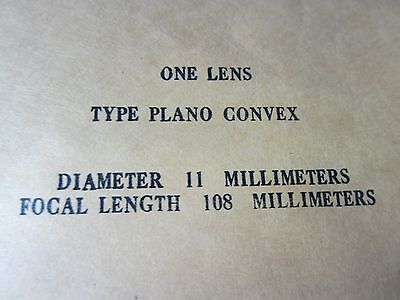 ONE LENS
TYPE PLANO CONVEX
DIAMETER 11 MILLIMETERS
FOCAL LENGTH 108 MILLIMETERS